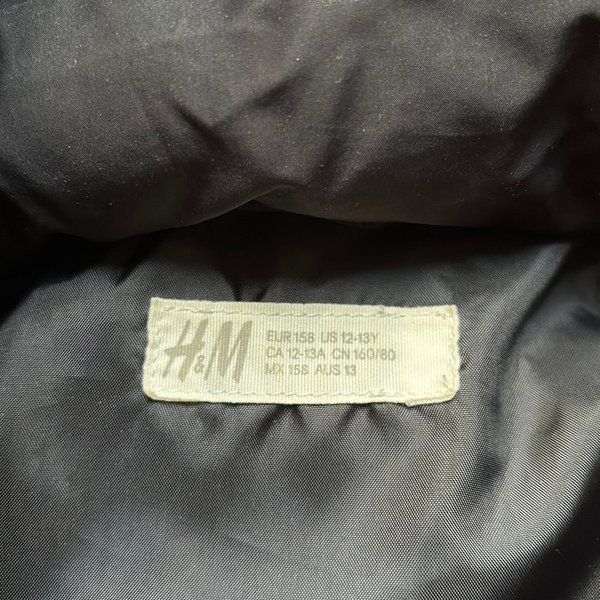 H&M
EUR 158 US 12-13Y
CA 12-13A CN 160/80
MX 158 AUS 13